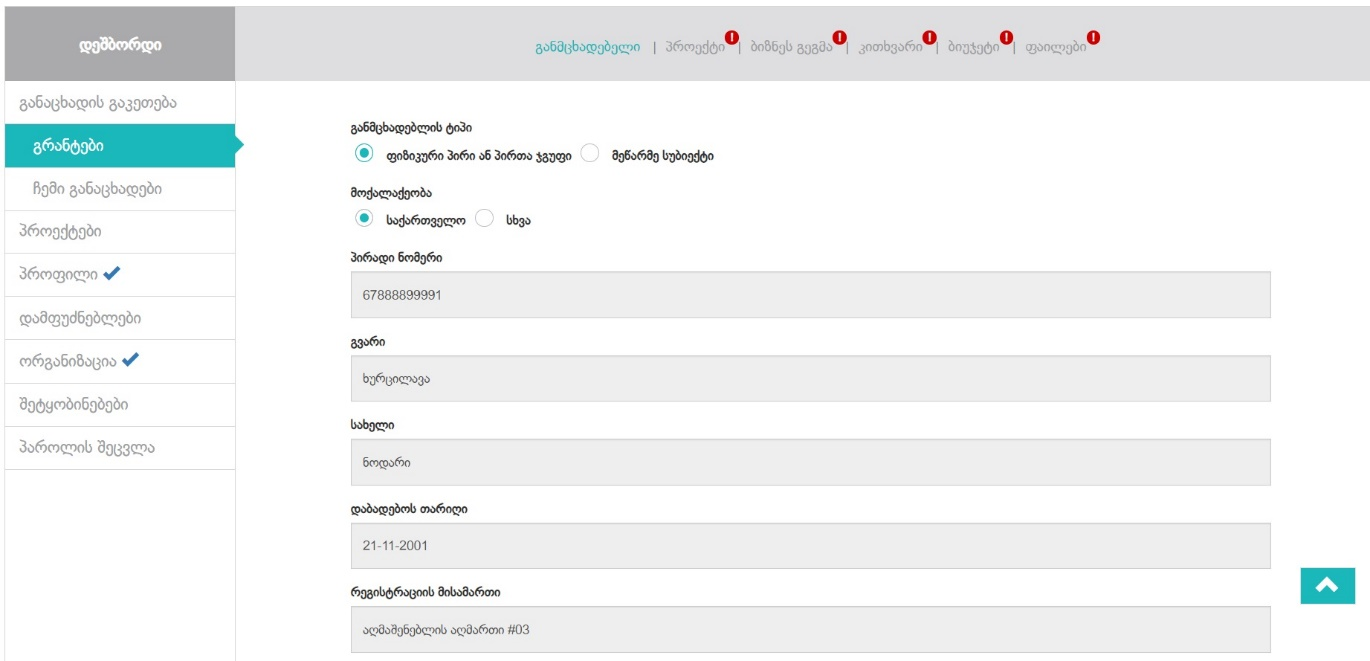 დეშბორდი
განმცხადებელი | პროექტი | ბიზნეს გეგმა | კითხვარი | ბიუჯეტი | ფაილები
განაცხადის გაკეთება
გრანტები
ჩემი განაცხადები
პროექტები
პროფილი
დამფუძნებლები
ორგანიზაცია
შეტყობინებები
პაროლის შეცვლა
განმცხადებლის ტიპი
ფიზიკური პირი ან პირთა ჯგუფი მეწარმე სუბიექტი
მოქალაქეობა
საქართველო სხვა
პირადი ნომერი
67888899991
გვარი
ხურცილავა
სახელი
ნოდარი
დაბადებოს თარიღი
21-11-2001
რეგისტრაციის მისამართი
აღმაშენებლის აღმართი #03